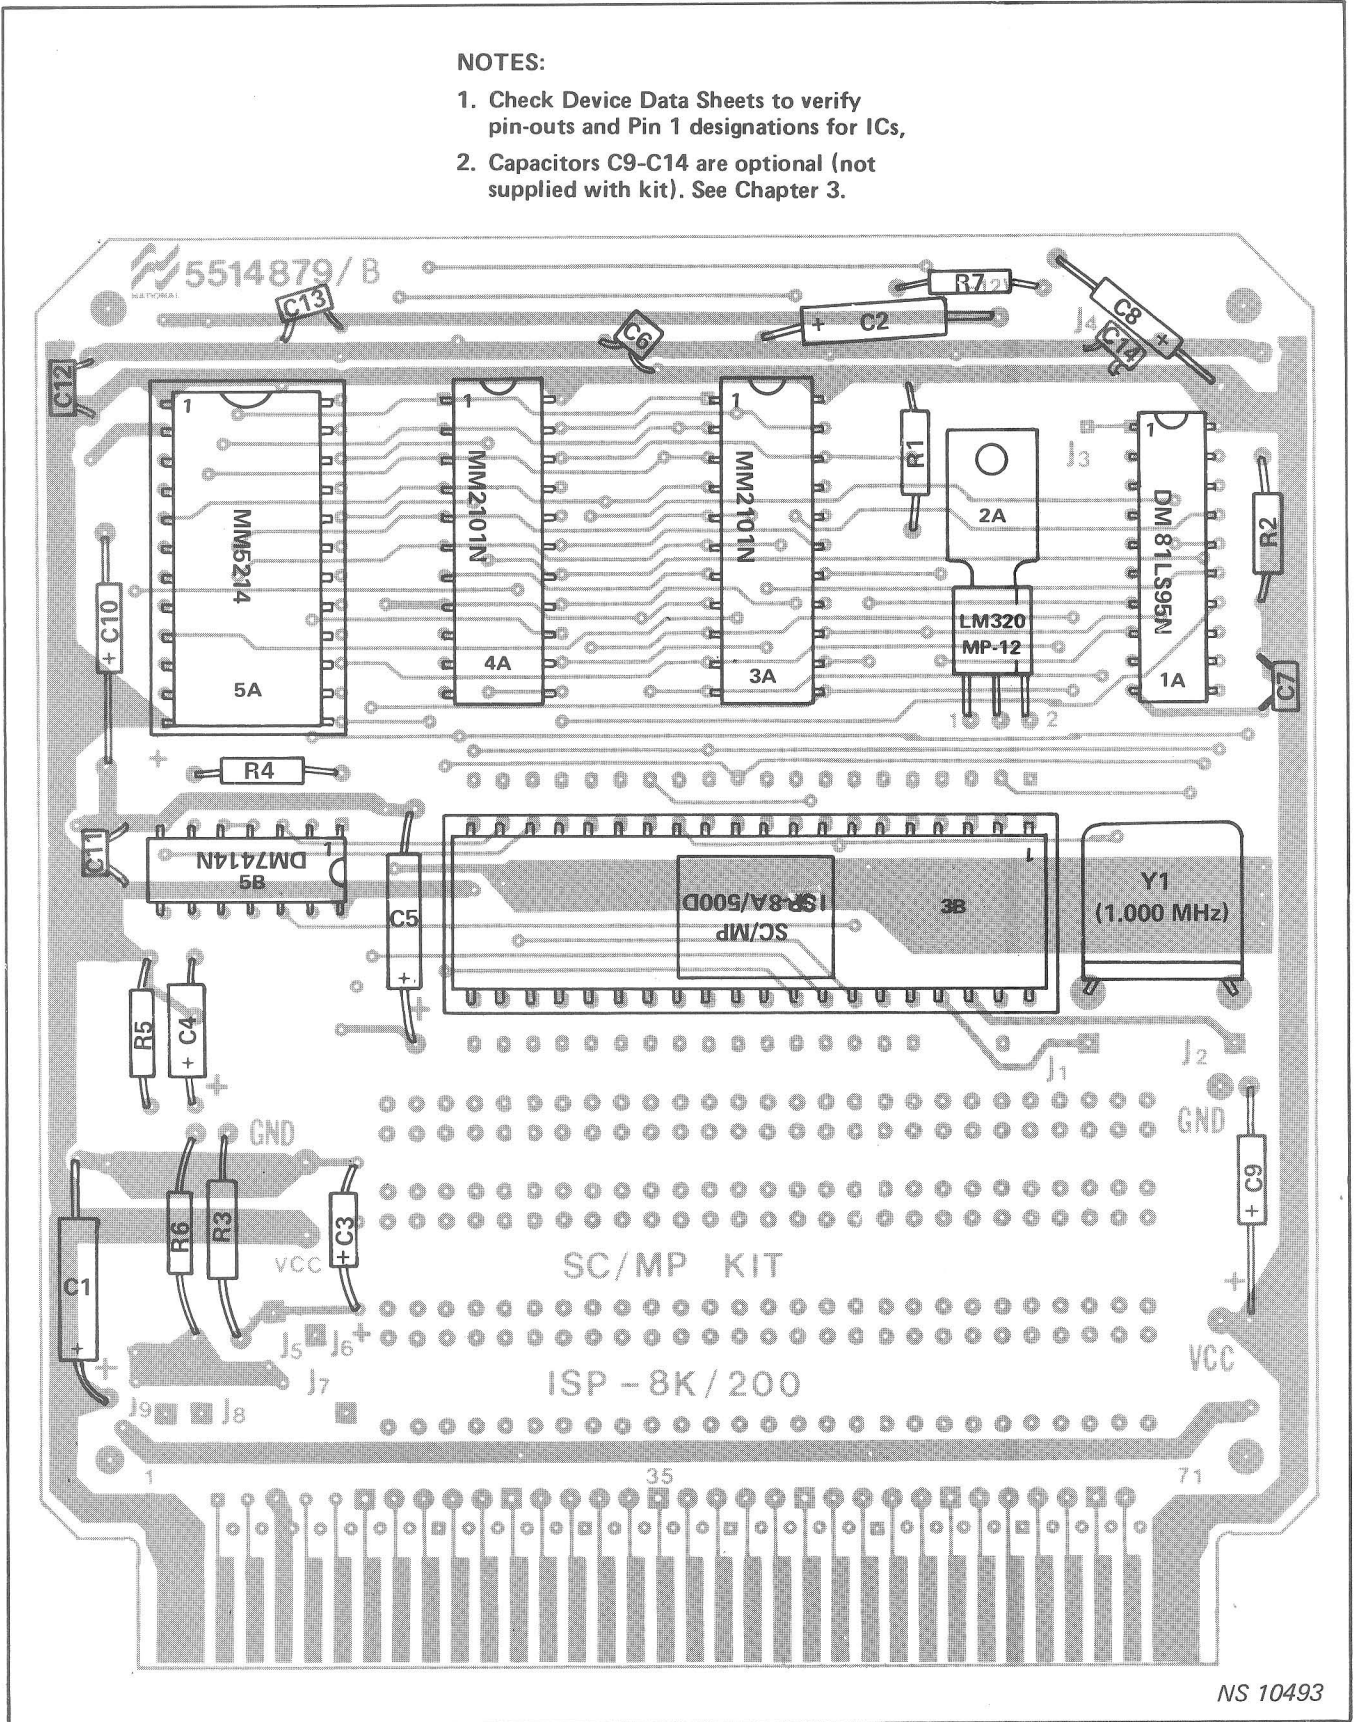 NOTES:
1. Check Device Data Sheets to verify
pin-outs and Pin 1 designations for ICs,
2. Capacitors C9-C14 are optional (not
supplied with kit). See Chapter 3.
NATIONAL
5514879/B
C13
C6
C2
+
R7
12V
C8
+
J4
C14
C12
1
MM5214
5A
1
MM2101N
4A
1
MM2101N
3A
R1
2A
LM320
MP-12
1
2
J3
1
DM81LS95N
1A
R2
C7
C10
+
+
R4
C11
1
DM7414N
5B
C5
+
+
1
ISP-8A/500D
SC/MP
3B
Y1
(1.000 MHz)
R5
C4
+
+
J1
J2
GND
GND
R6
R3
C3
+
VCC
C1
+
+
C9
+
+
SC/MP KIT
J5
J6
+
J7
VCC
ISP-8K/200
J9
J8
1
35
71
NS 10493